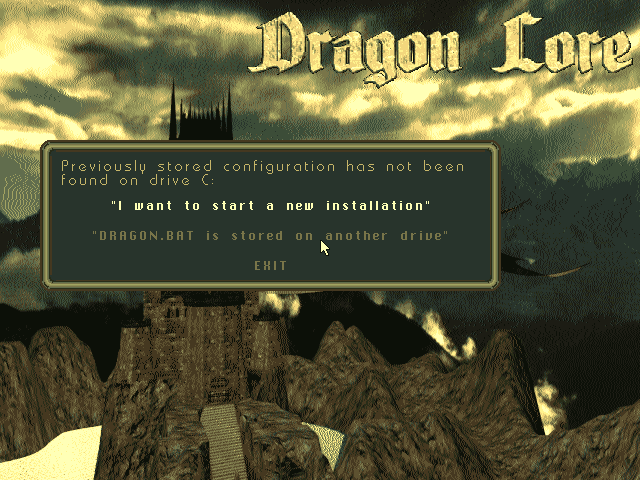 Dragon Lore
Previously stored configuration has not been
found on drive C:
"I want to start a new installation"
"DRAGON.BAT is stored on another drive"
EXIT